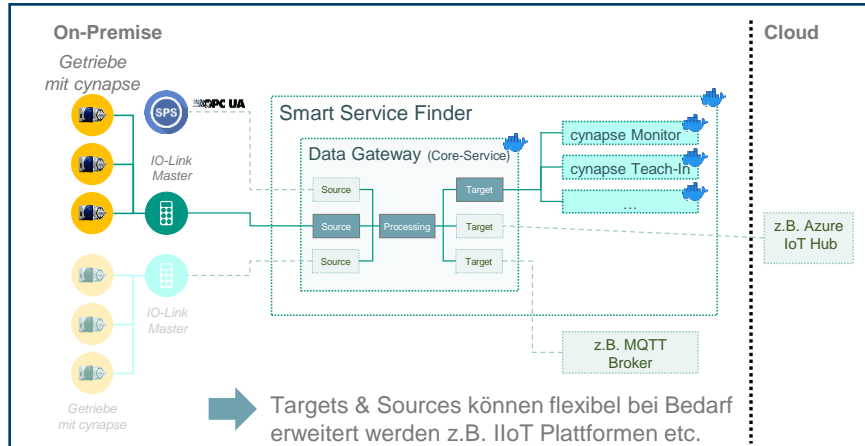 On-Premise
Cloud
Getriebe
mit cynapse
SPS
OPC UA
Smart Service Finder
IO-Link
Master
Data Gateway (Core-Service)
cynapse Monitor
cynapse Teach-In
...
Source
Target
Source
Processing
Target
Source
Target
z.B. Azure
IoT Hub
IO-Link
Master
z.B. MQTT
Broker
Getriebe
mit cynapse
Targets & Sources können flexibel bei Bedarf
erweitert werden z.B. IIoT Plattformen etc.